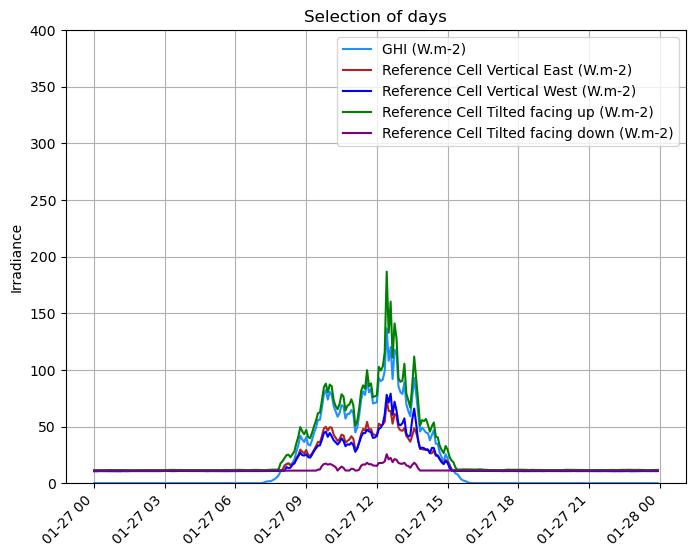 Selection of days
GHI (W.m-2)
Reference Cell Vertical East (W.m-2)
Reference Cell Vertical West (W.m-2)
Reference Cell Tilted facing up (W.m-2)
Reference Cell Tilted facing down (W.m-2)
Irradiance
400
350
300
250
200
150
100
50
0
01-27 00
01-27 03
01-27 06
01-27 09
01-27 12
01-27 15
01-27 18
01-27 21
01-28 00